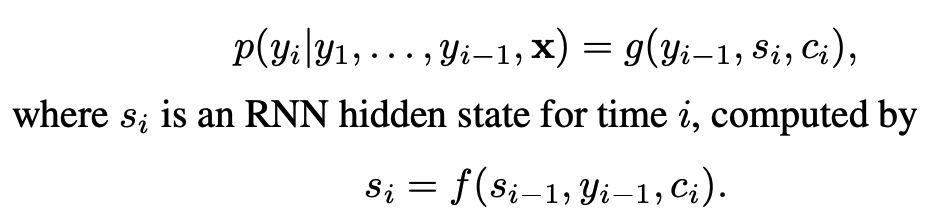 p(y_i|y_1, . . . , y_{i−1}, x) = g(y_{i−1}, s_i, c_i),
where s_i is an RNN hidden state for time i, computed by
s_i = f(s_{i−1}, y_{i−1}, c_i).